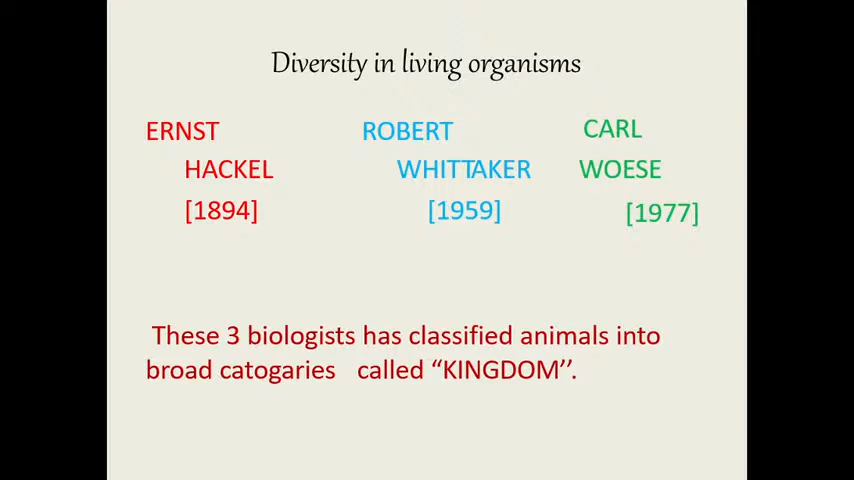 Diversity in living organisms
ERNST
HACKEL
[1894]
ROBERT
WHITTAKER
[1959]
CARL
WOESE
[1977]
These 3 biologists has classified animals into
broad catogaries called “KINGDOM’’.